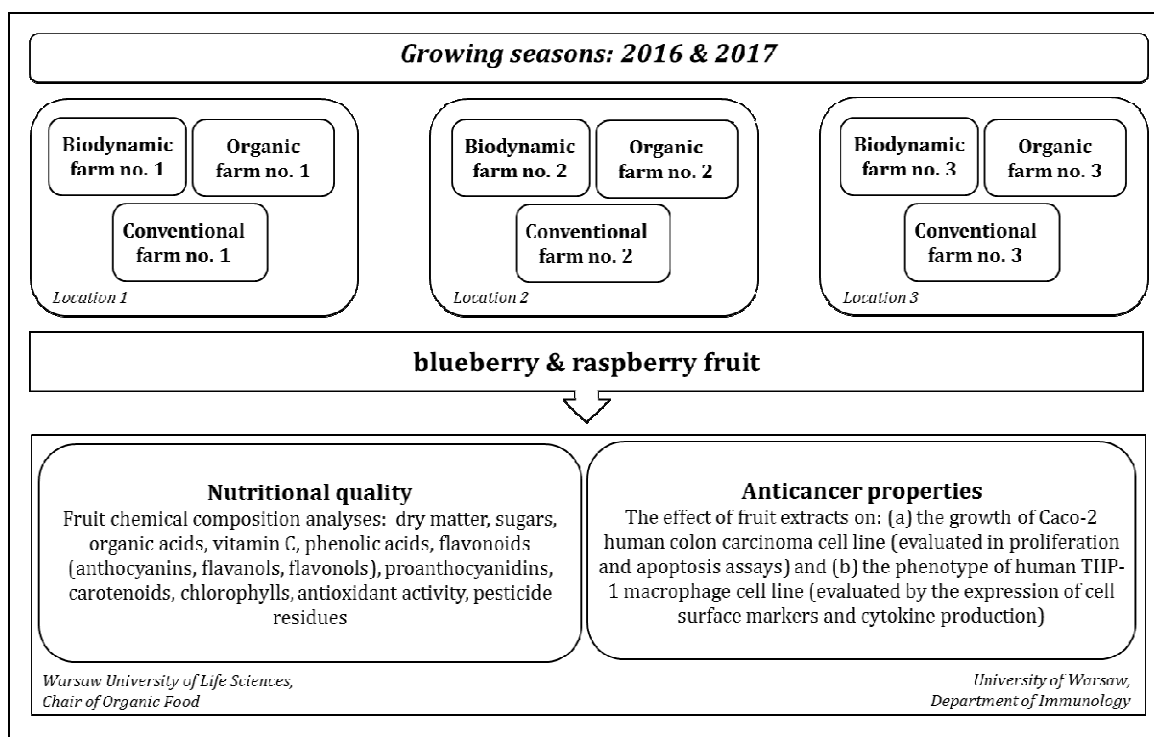 Growing seasons: 2016 & 2017
Biodynamic
farm no. 1
Organic
farm no. 1
Conventional
farm no. 1
Location 1
Biodynamic
farm no. 2
Organic
farm no. 2
Conventional
farm no. 2
Location 2
Biodynamic
farm no. 3
Organic
farm no. 3
Conventional
farm no. 3
Location 3
blueberry & raspberry fruit
Nutritional quality
Fruit chemical composition analyses: dry matter, sugars,
organic acids, vitamin C, phenolic acids, flavonoids
(anthocyanins, flavanols, flavonols), proanthocyanidins,
carotenoids, chlorophylls, antioxidant activity, pesticide
residues
Warsaw University of Life Sciences,
Chair of Organic Food
Anticancer properties
The effect of fruit extracts on: (a) the growth of Caco-2
human colon carcinoma cell line (evaluated in proliferation
and apoptosis assays) and (b) the phenotype of human THP-
1 macrophage cell line (evaluated by the expression of cell
surface markers and cytokine production)
University of Warsaw,
Department of Immunology